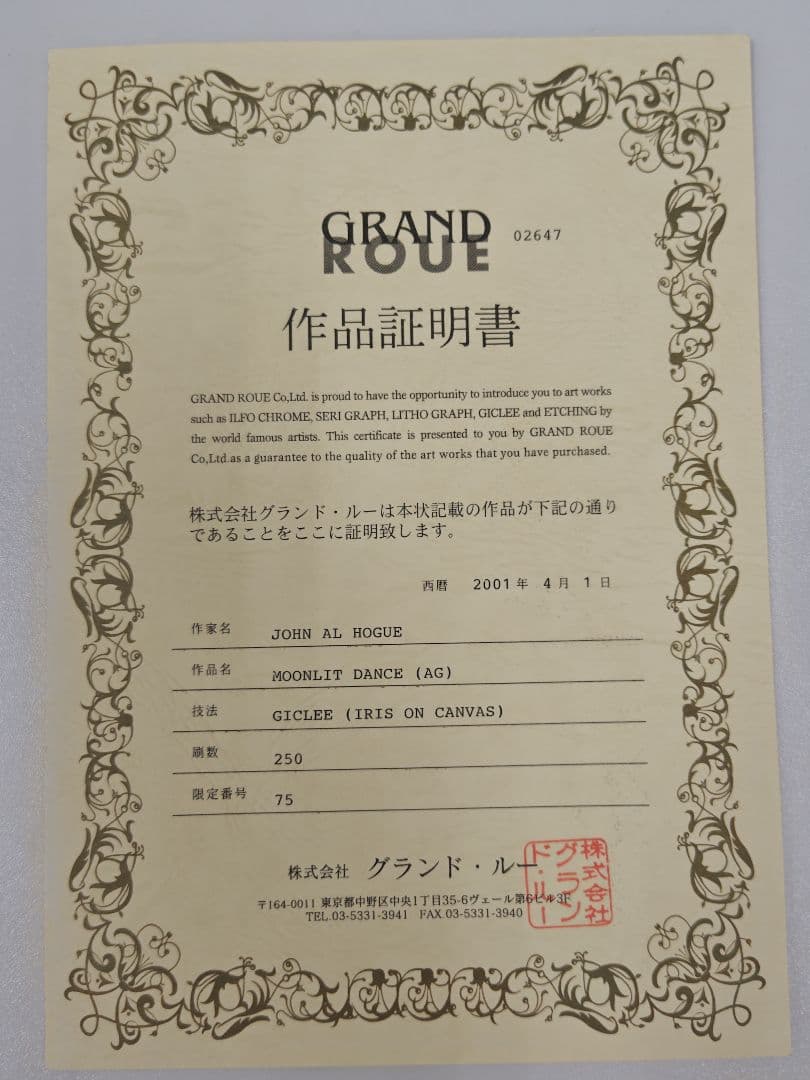 GRAND
ROUE
02647
作品証明書
GRAND ROUE Co,Ltd. is proud to have the opportunity to introduce you to art works
such as ILFO CHROME, SERI GRAPH, LITHO GRAPH, GICLEE and ETCHING by
the world famous artists. This certificate is presented to you by GRAND ROUE
Co,Ltd as a guarantee to the quality of the art works that you have purchased.
株式会社グランド・ルーは本状記載の作品が下記の通り
であることをここに証明致します。
西暦 2001年 4月 1日
作家名 JOHN AL HOGUE
作品名 MOONLIT DANCE (AG)
技法 GICLEE (IRIS ON CANVAS)
刷数 250
限定番号 75
株式会社 グランド・ルー
〒164-0011 東京都中野区中央1丁目35-6ヴェール第6ビル3F
TEL.03-5331-3941 FAX 03-5331-3940
株式会社
グラン
ド・ルー